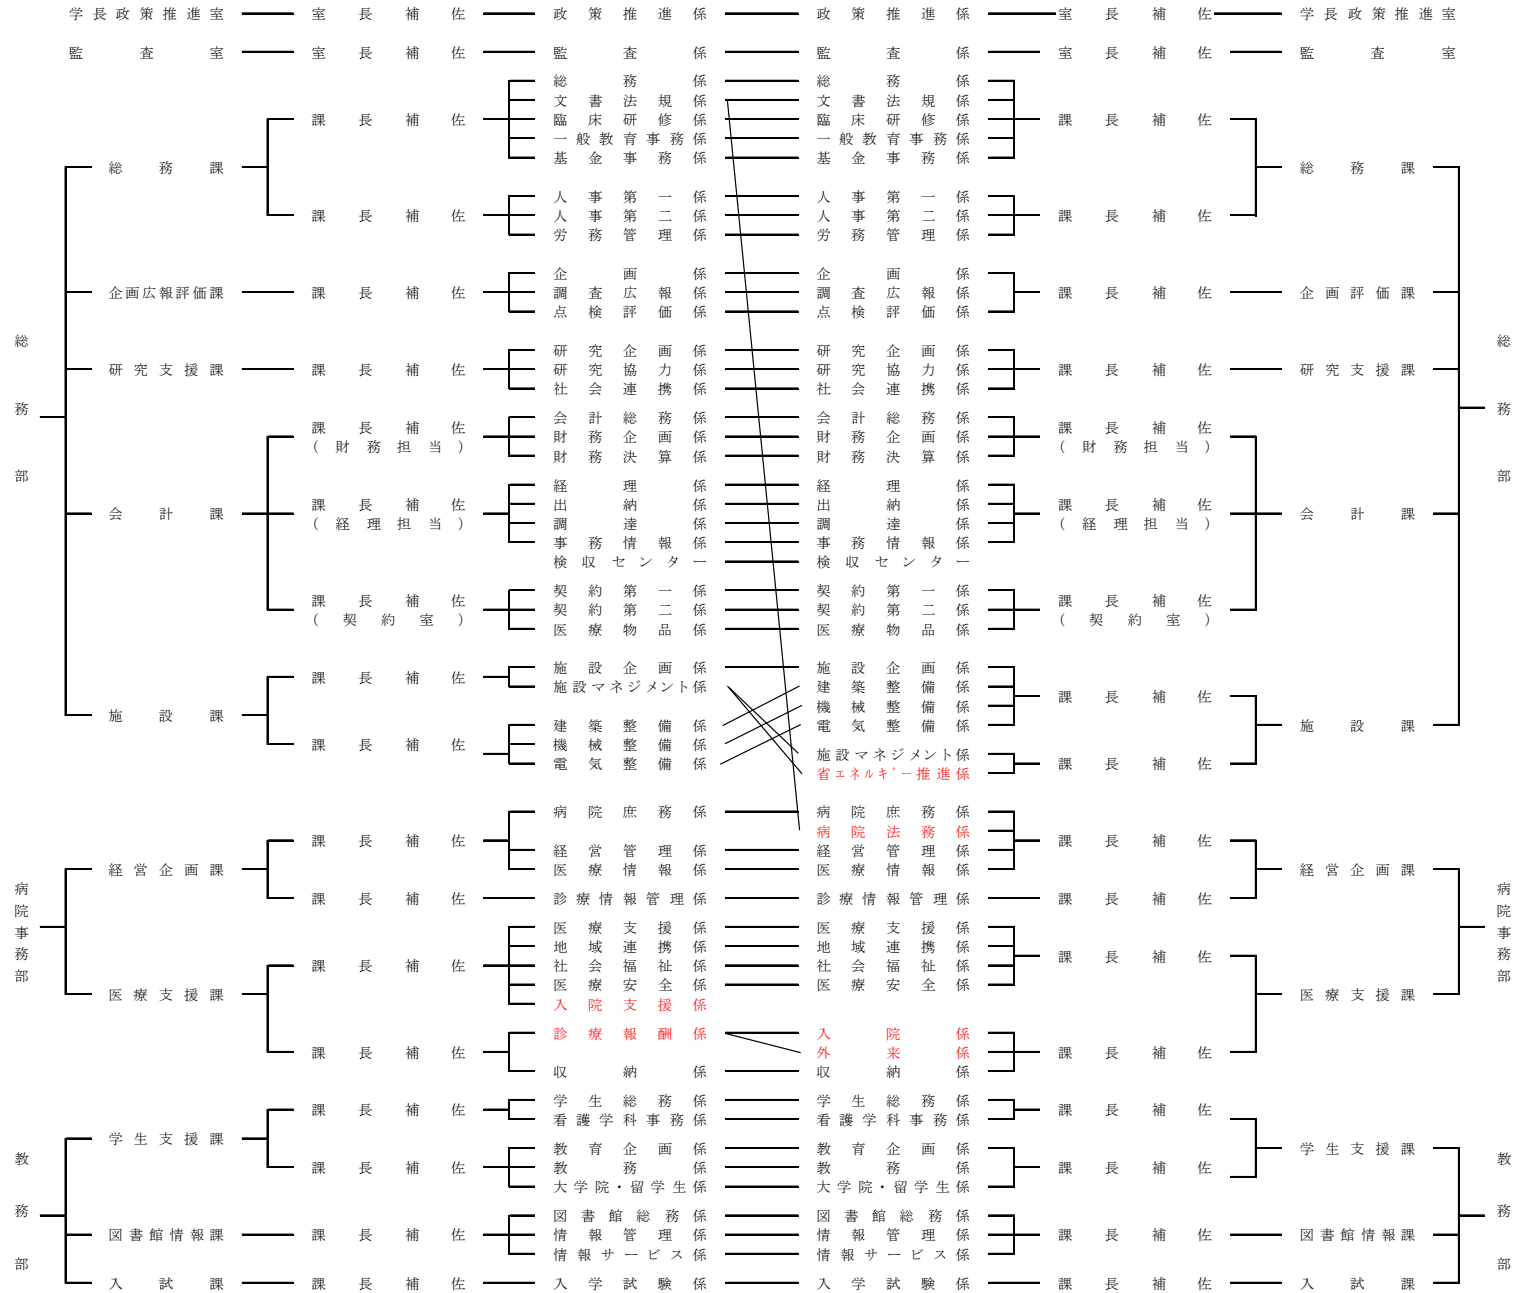 学長政策推進室 室長補佐 政策推進係 政策推進係 室長補佐 学長政策推進室
監査室 室長補佐 監査係 監査係 室長補佐 監査室
総務係 総務係
文書法規係 文書法規係
課長補佐 臨床研修係 臨床研修係 課長補佐
一般教育事務係 一般教育事務係
基金事務係 基金事務係
総務課 総務課
人事第一係 人事第一係
課長補佐 人事第二係 人事第二係 課長補佐
労務管理係 労務管理係
企画係 企画係
企画広報評価課 課長補佐 調査広報係 調査広報係 課長補佐 企画評価課
点検評価係 点検評価係
総務部 総務部
研究企画係 研究企画係
研究支援課 課長補佐 研究協力係 研究協力係 課長補佐 研究支援課
社会連携係 社会連携係
会計総務係 会計総務係
課長補佐 課長補佐
財務企画係 財務企画係
(財務担当) (財務担当)
財務決算係 財務決算係
経理係 経理係
課長補佐 出納係 出納係 課長補佐
会計課 会計課
(経理担当) 調達係 調達係 (経理担当)
事務情報係 事務情報係
検収センター 検収センター
契約第一係 契約第一係
課長補佐 課長補佐
契約第二係 契約第二係
(契約室) (契約室)
医療物品係 医療物品係
施設企画係 施設企画係
課長補佐
施設マネジメント係 建築整備係
課長補佐
機械整備係
施設課 施設課
建築整備係 電気整備係
課長補佐 機械整備係
施設マネジメント係
電気整備係 課長補佐
省エネルギー推進係
病院庶務係 病院庶務係
病院法務係
課長補佐 課長補佐
経営管理係 経営管理係
経営企画課 医療情報係 医療情報係 経営企画課
病院事務部 病院事務部
課長補佐 診療情報管理係 診療情報管理係 課長補佐
医療支援係 医療支援係
地域連携係 地域連携係
課長補佐
課長補佐 社会福祉係 社会福祉係
医療安全係 医療安全係
医療支援課 医療支援課
入院支援係
診療報酬係 入院係
課長補佐 外来係 課長補佐
収納係 収納係
学生総務係 学生総務係
課長補佐 課長補佐
看護学科事務係 看護学科事務係
学生支援課
教育企画係 教育企画係 学生支援課
教務部 教務部
課長補佐 教務係 教務係 課長補佐
大学院・留学生係 大学院・留学生係
図書館総務係 図書館総務係
図書館情報課 課長補佐 情報管理係 情報管理係 課長補佐 図書館情報課
情報サービス係 情報サービス係
入試課 課長補佐 入学試験係 入学試験係 課長補佐 入試課